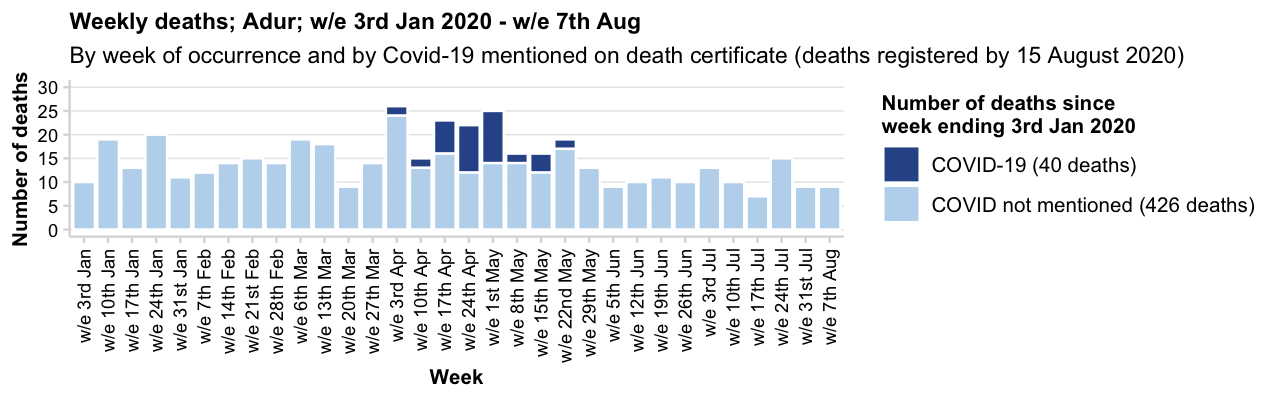 Weekly deaths; Adur; w/e 3rd Jan 2020 - w/e 7th Aug
By week of occurrence and by Covid-19 mentioned on death certificate (deaths registered by 15 August 2020)
Number of deaths
30
25
20
15
10
5
0
w/e 3rd Jan
w/e 10th Jan
w/e 17th Jan
w/e 24th Jan
w/e 31st Jan
w/e 7th Feb
w/e 14th Feb
w/e 21st Feb
w/e 28th Feb
w/e 6th Mar
w/e 13th Mar
w/e 20th Mar
w/e 27th Mar
w/e 3rd Apr
w/e 10th Apr
w/e 17th Apr
w/e 24th Apr
w/e 1st May
w/e 8th May
w/e 15th May
w/e 22nd May
w/e 29th May
w/e 5th Jun
w/e 12th Jun
w/e 19th Jun
w/e 26th Jun
w/e 3rd Jul
w/e 10th Jul
w/e 17th Jul
w/e 24th Jul
w/e 31st Jul
w/e 7th Aug
Week
Number of deaths since
week ending 3rd Jan 2020
COVID-19 (40 deaths)
COVID not mentioned (426 deaths)